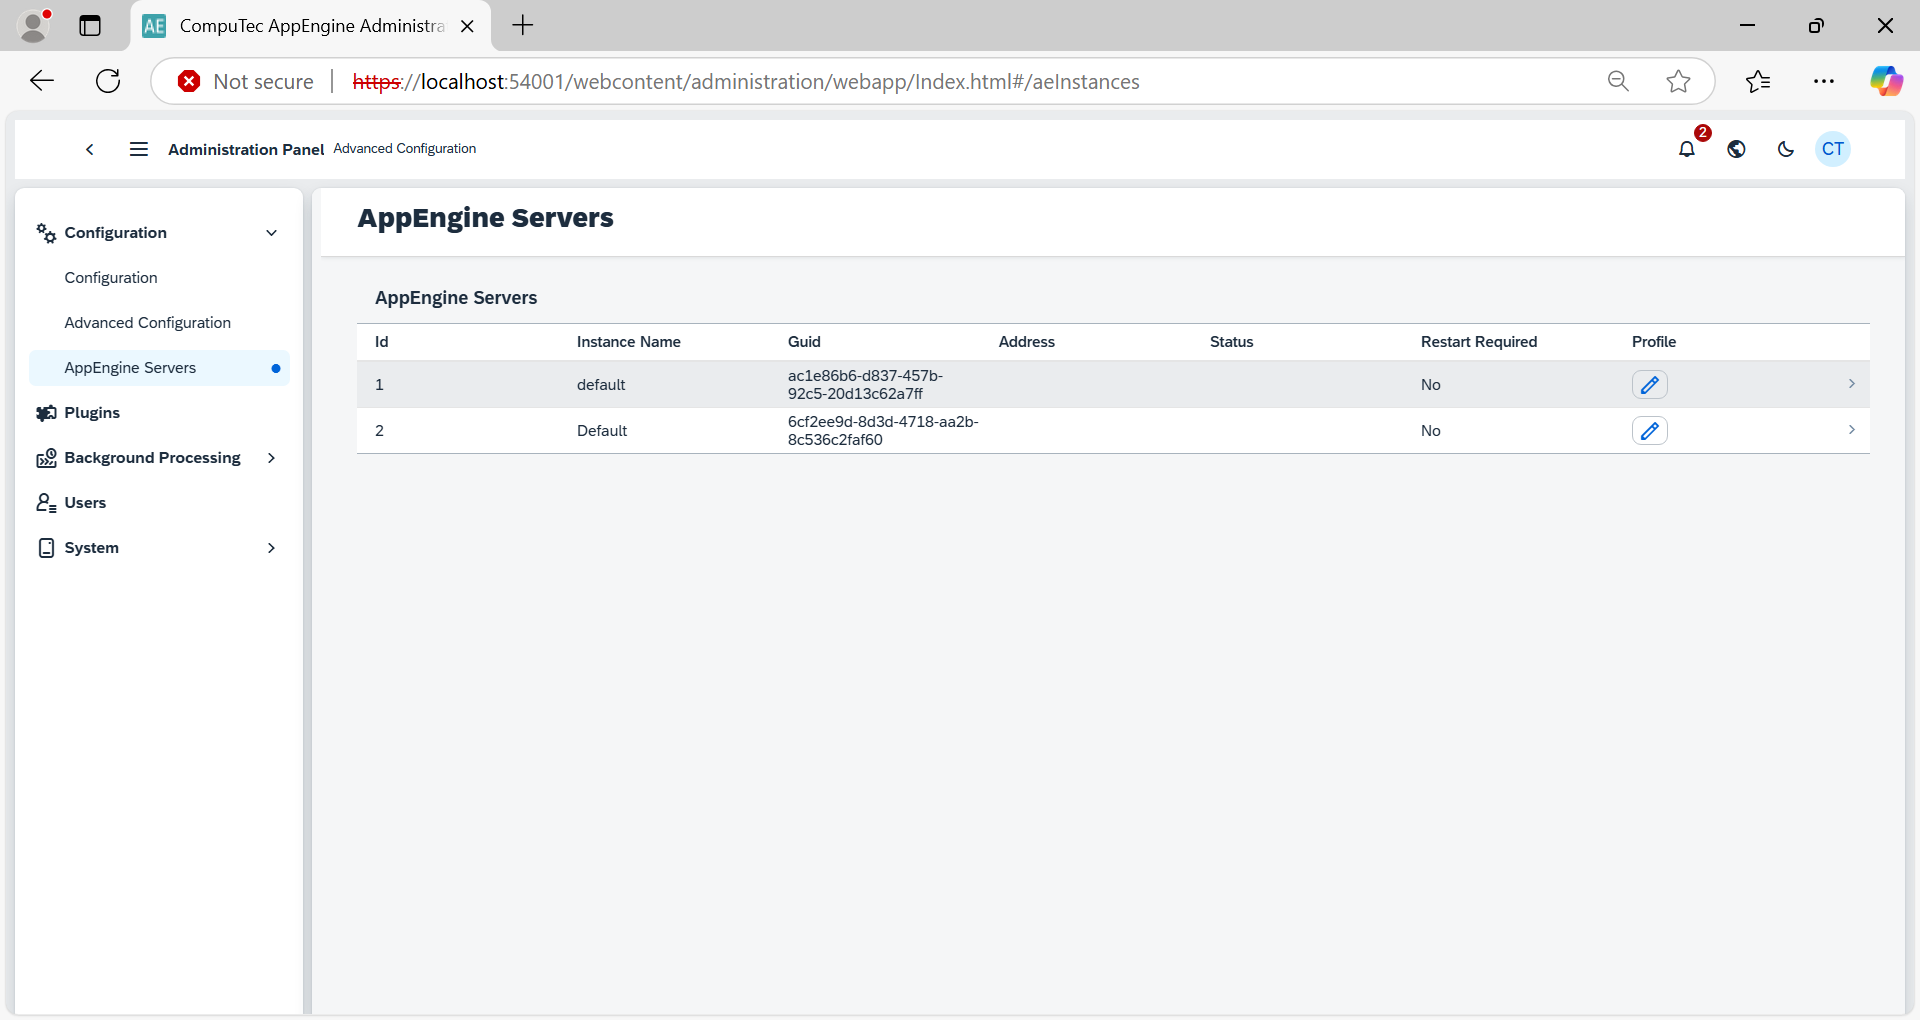 AE CompuTec AppEngine Administra
Not secure https://localhost:54001/webcontent/administration/webapp/Index.html#/aeInstances
Administration Panel Advanced Configuration 2 CT
Configuration
Configuration
Advanced Configuration
AppEngine Servers
Plugins
Background Processing
Users
System
AppEngine Servers
AppEngine Servers
Id Instance Name Guid Address Status Restart Required Profile
1 default ac1e86b6-d837-457b- No
92c5-20d13c62a7ff
2 Default 6cf2ee9d-8d3d-4718-aa2b- No
8c536c2faf60